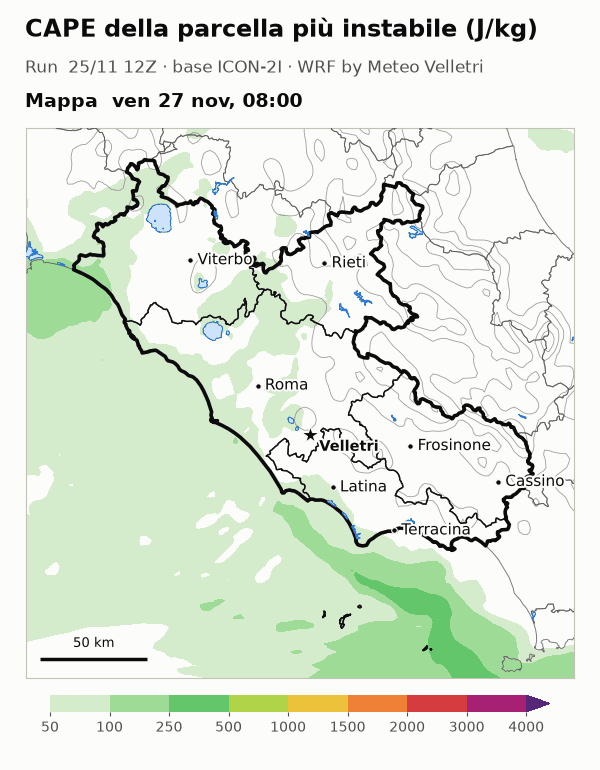 CAPE della parcella più instabile (J/kg)
Run  25/11 12Z · base ICON-2I · WRF by Meteo Velletri
Mappa  ven 27 nov, 08:00
Viterbo
Rieti
Roma
Velletri
Frosinone
Latina
Cassino
Terracina
50 km
50 100 250 500 1000 1500 2000 3000 4000